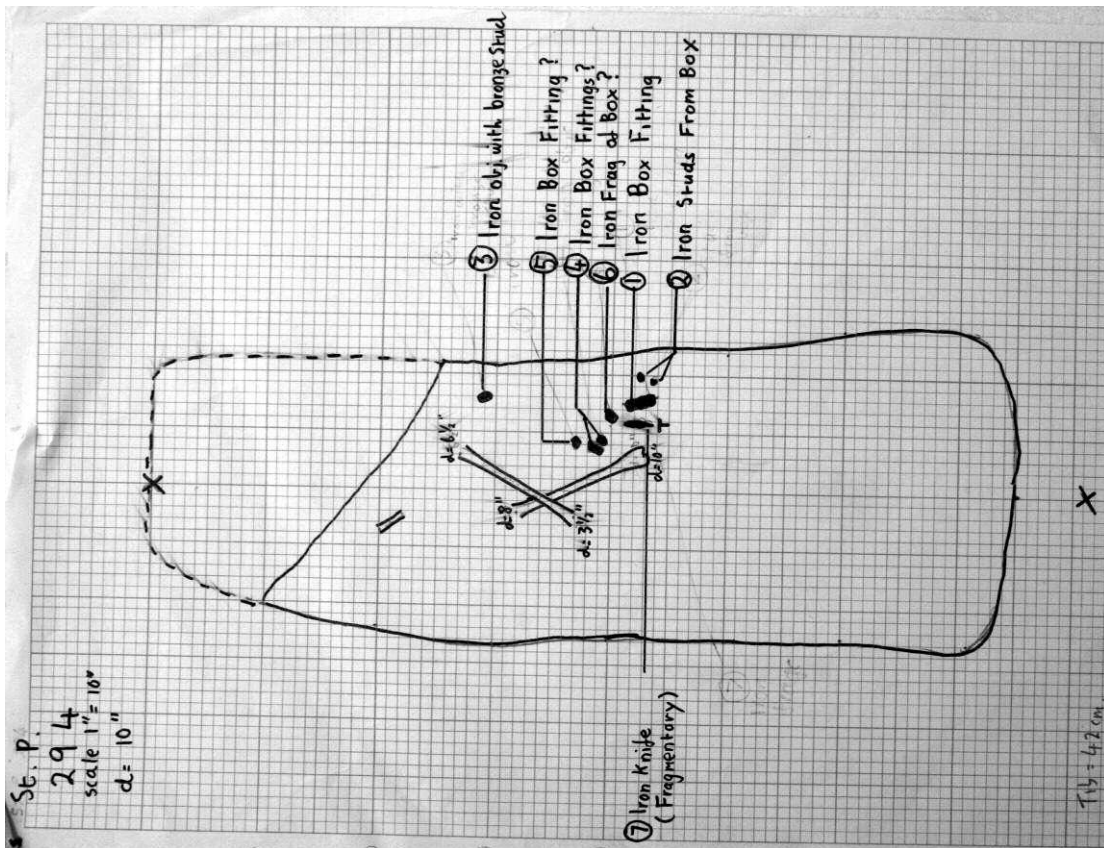 St. P.
294
scale 1" = 10"
d = 10"
③ Iron obj. with bronze stud
⑤ Iron Box Fitting?
④ Iron Box Fittings?
⑥ Iron Frag of Box?
① Iron Box Fitting
② Iron Studs From Box
d=6½"
d=8"
d=3½"
d=10"
T
⑦ Iron Knife
(Fragmentary)
Tib = 42 cm.